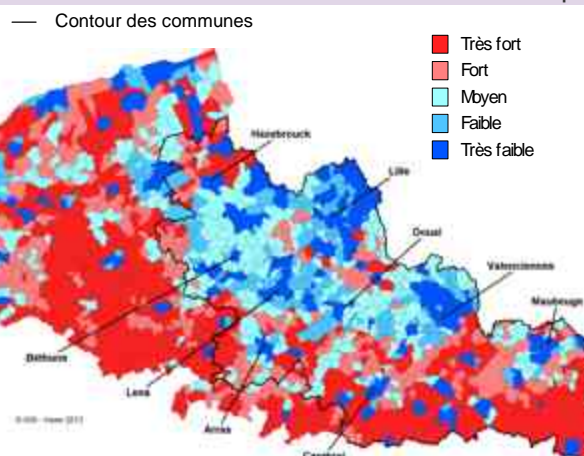 Contour des communes
Très fort
Fort
Moyen
Faible
Très faible
Hazebrouck
Lille
Douai
Valenciennes
Maubeuge
Béthune
Lens
Arras
Cambrai